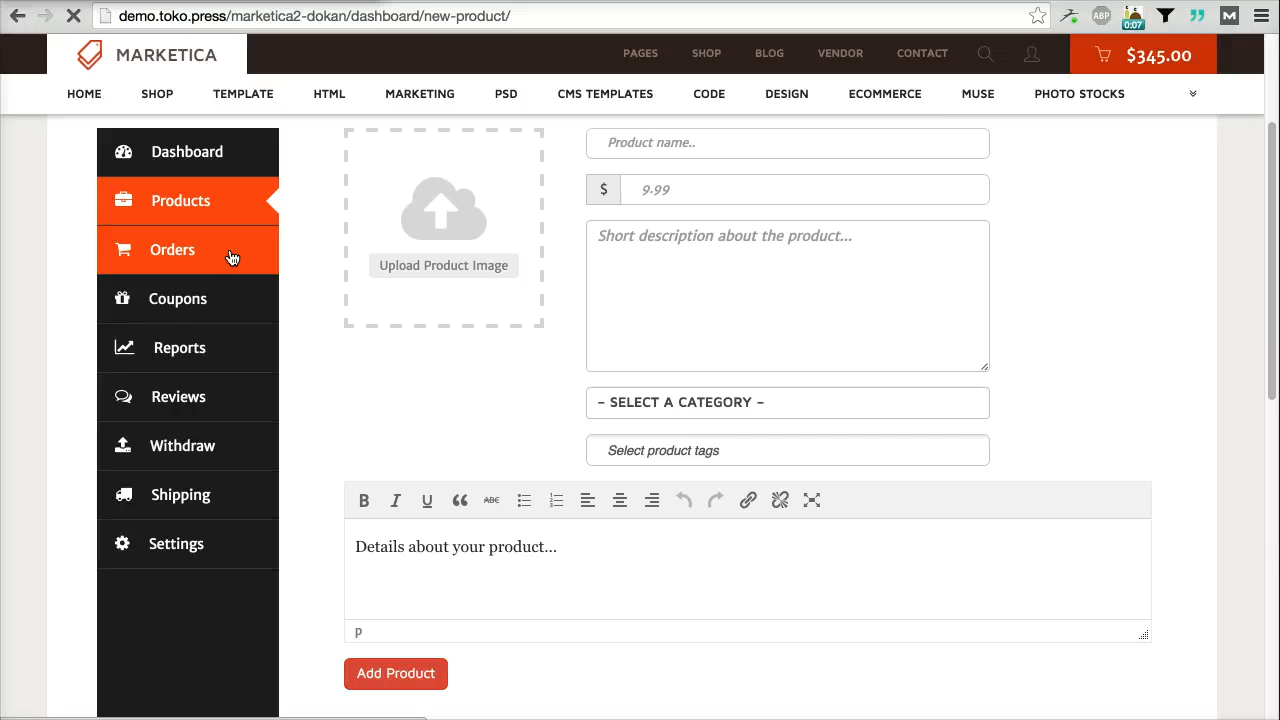 demo.toko.press/marketica2-dokan/dashboard/new-product/
ABP
0:07
M
MARKETICA
PAGES SHOP BLOG VENDOR CONTACT
$345.00
HOME SHOP TEMPLATE HTML MARKETING PSD CMS TEMPLATES CODE DESIGN ECOMMERCE MUSE PHOTO STOCKS
Dashboard
Products
Orders
Coupons
Reports
Reviews
Withdraw
Shipping
Settings
Upload Product Image
Product name..
$ 9.99
Short description about the product...
– SELECT A CATEGORY –
Select product tags
B I U ABC
Details about your product...
p
Add Product